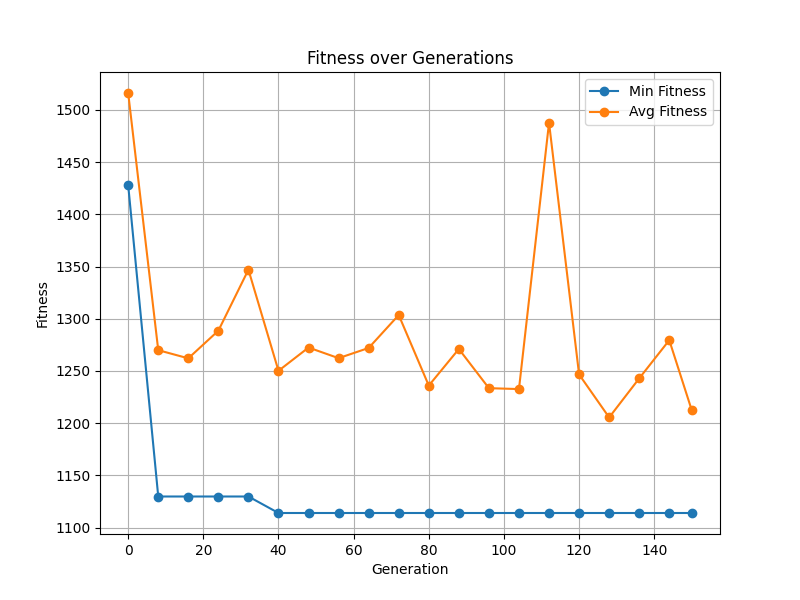 Fitness over Generations
Min Fitness
Avg Fitness
1500
1450
1400
1350
1300
1250
1200
1150
1100
Fitness
0 20 40 60 80 100 120 140
Generation